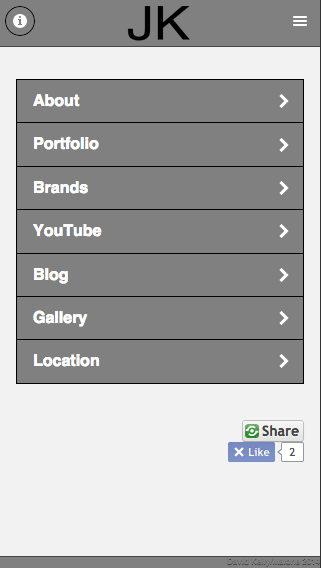 JK
About
Portfolio
Brands
YouTube
Blog
Gallery
Location
Share
Like 2